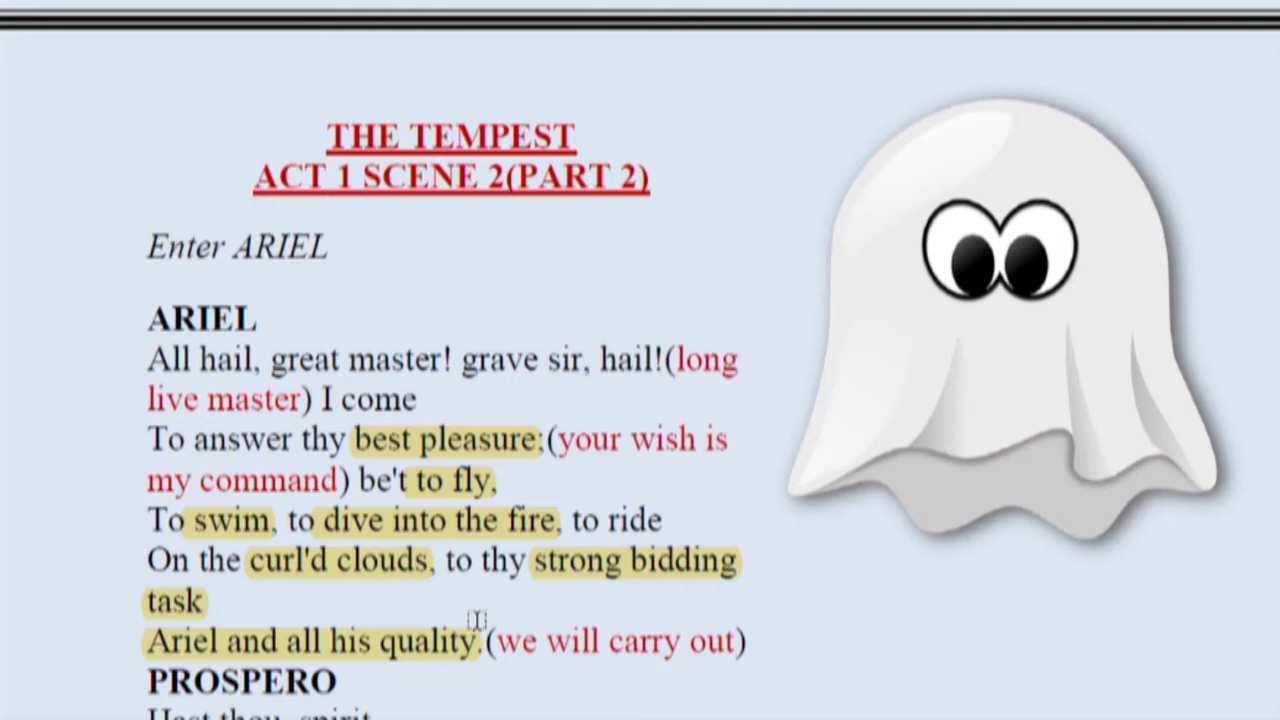 THE TEMPEST
ACT 1 SCENE 2(PART 2)
Enter ARIEL
ARIEL
All hail, great master! grave sir, hail!(long
live master) I come
To answer thy best pleasure;(your wish is
my command) be't to fly,
To swim, to dive into the fire, to ride
On the curl'd clouds, to thy strong bidding
task
Ariel and all his quality.(we will carry out)
PROSPERO
Hast thou, spirit,